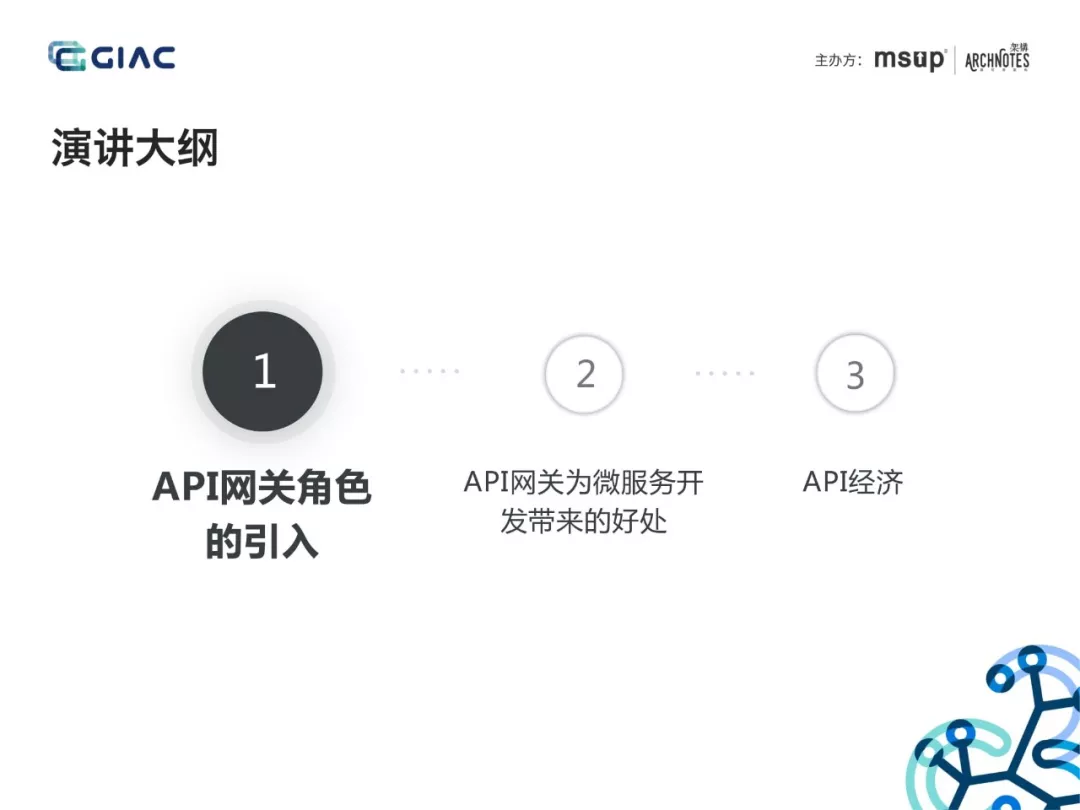 GIAC
主办方：
msup
架構
ARCHNOTES
演讲大纲
1
2
3
API网关角色
的引入
API网关为微服务开
发带来的好处
API经济